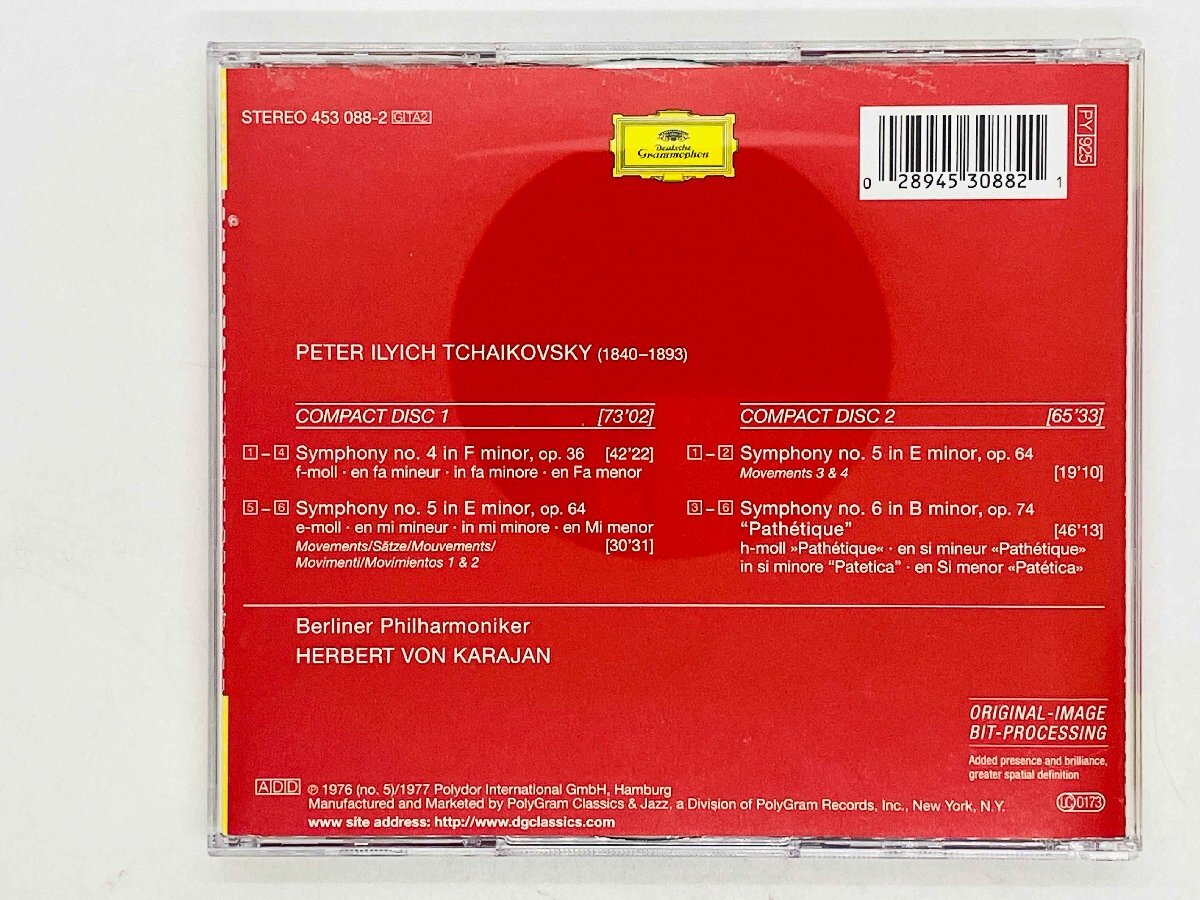 STEREO 453 088-2 GITA2
Deutsche
Grammophon
0 28945 30882 1
PY 925
PETER ILYICH TCHAIKOVSKY (1840–1893)
COMPACT DISC 1 [73'02]
1 – 4 Symphony no. 4 in F minor, op. 36 [42'22]
f-moll · en fa mineur · in fa minore · en Fa menor
5 – 6 Symphony no. 5 in E minor, op. 64
e-moll · en mi mineur · in mi minore · en Mi menor
Movements/Sätze/Mouvements/ [30'31]
Movimenti/Movimientos 1 & 2
COMPACT DISC 2 [65'33]
1 – 2 Symphony no. 5 in E minor, op. 64
Movements 3 & 4 [19'10]
3 – 6 Symphony no. 6 in B minor, op. 74
"Pathétique" [46'13]
h-moll »Pathétique« · en si mineur «Pathétique»
in si minore "Patetica" · en Si menor «Patética»
Berliner Philharmoniker
HERBERT VON KARAJAN
ORIGINAL-IMAGE
BIT-PROCESSING
Added presence and brilliance,
greater spatial definition
ADD ℗ 1976 (no. 5)/1977 Polydor International GmbH, Hamburg
Manufactured and Marketed by PolyGram Classics & Jazz, a Division of PolyGram Records, Inc., New York, N.Y.
www site address: http://www.dgclassics.com
LC 0173